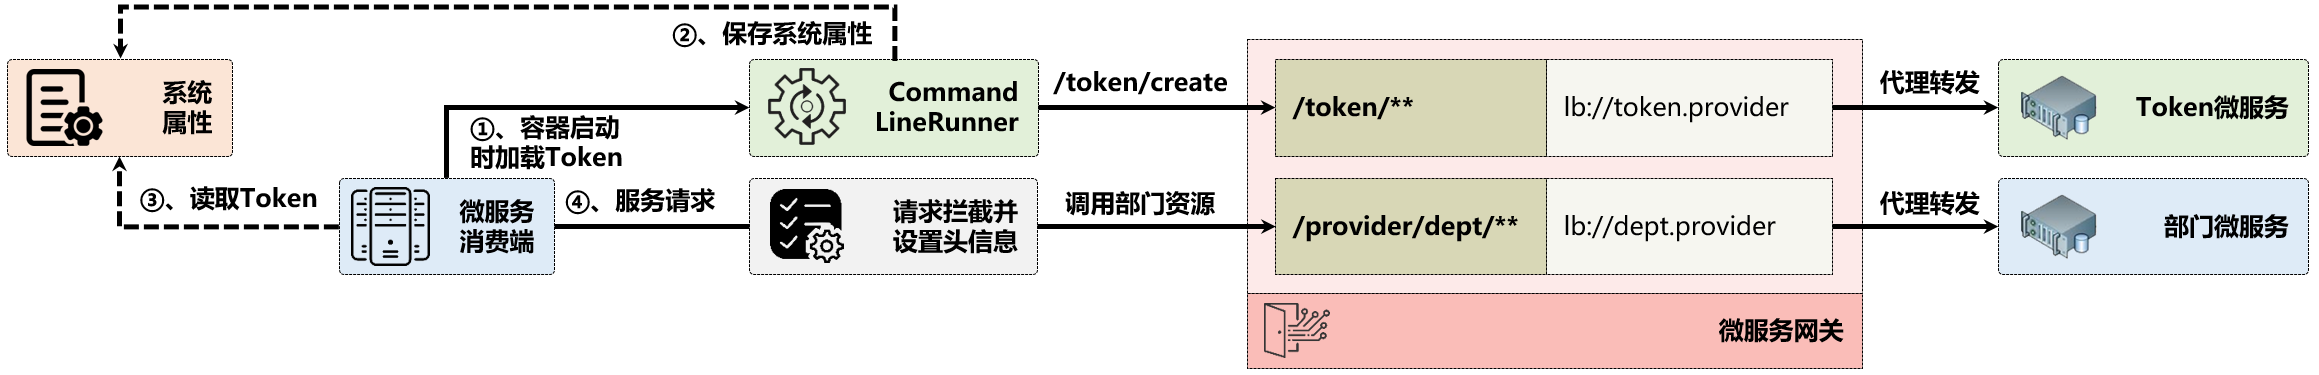 ②、保存系统属性
系统
属性
①、容器启动
时加载Token
Command
LineRunner
/token/create
/token/**
lb://token.provider
代理转发
Token微服务
③、读取Token
微服务
消费端
④、服务请求
请求拦截并
设置头信息
调用部门资源
/provider/dept/**
lb://dept.provider
代理转发
部门微服务
微服务网关